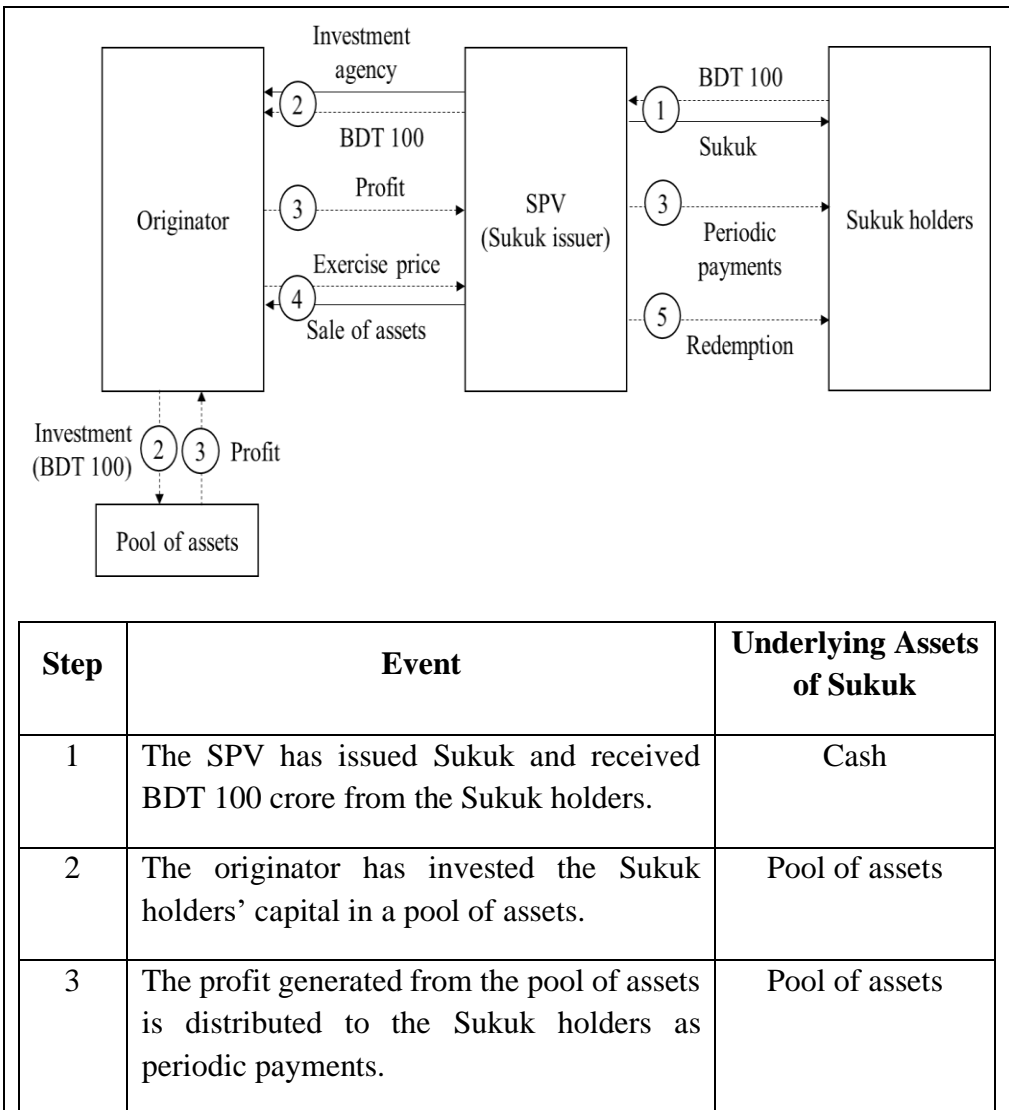 Investment
agency
2
BDT 100
BDT 100
1
Sukuk
Originator
Profit
3
SPV
(Sukuk issuer)
3
Periodic
payments
Sukuk holders
Exercise price
4
Sale of assets
5
Redemption
Investment
(BDT 100)
2
3
Profit
Pool of assets
Step
Event
Underlying Assets
of Sukuk
1
The SPV has issued Sukuk and received
BDT 100 crore from the Sukuk holders.
Cash
2
The originator has invested the Sukuk
holders’ capital in a pool of assets.
Pool of assets
3
The profit generated from the pool of assets
is distributed to the Sukuk holders as
periodic payments.
Pool of assets